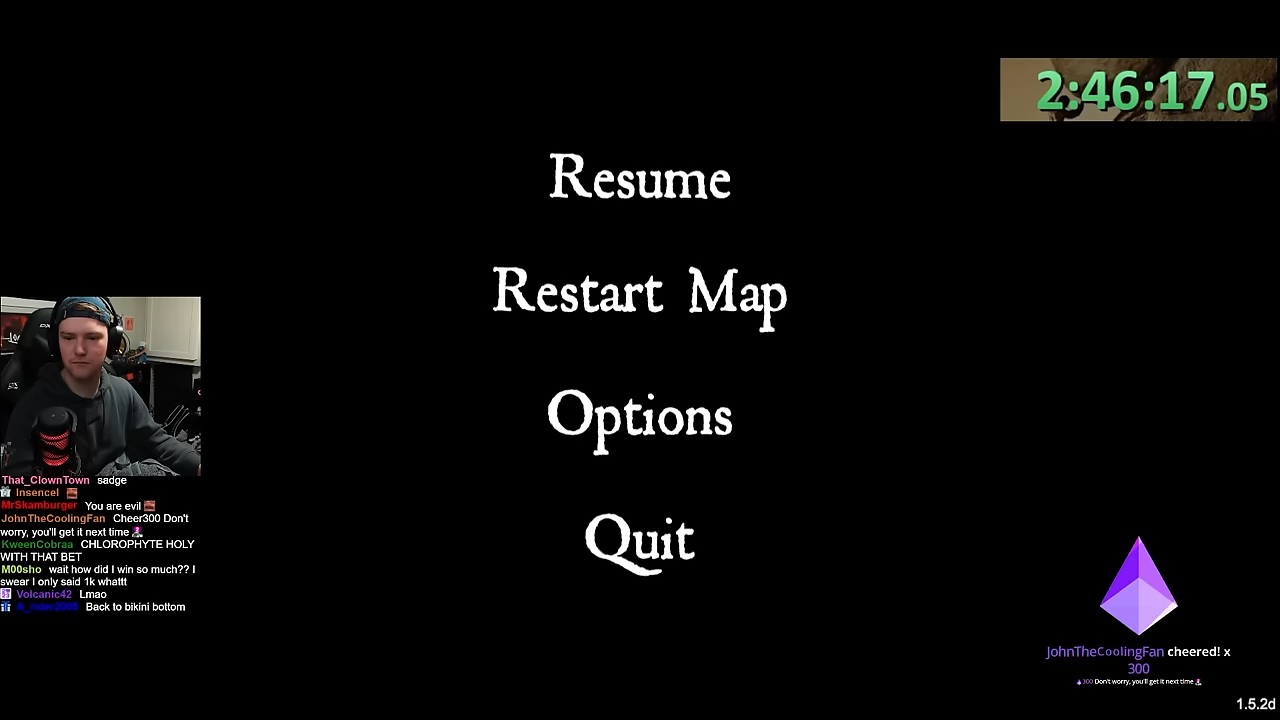 2:46:17.05
Resume
Restart Map
Options
Quit
That_ClownTown sadge
Insencel
MrSkamburger You are evil
JohnTheCoolingFan Cheer300 Don't
worry, you'll get it next time
KweenCobraa CHLOROPHYTE HOLY
WITH THAT BET
M00sho wait how did I win so much?? I
swear I only said 1k whattt
Volcanic42 Lmao
Back to bikini bottom
JohnTheCoolingFan cheered! x
300
300 Don't worry, you'll get it next time
1.5.2d